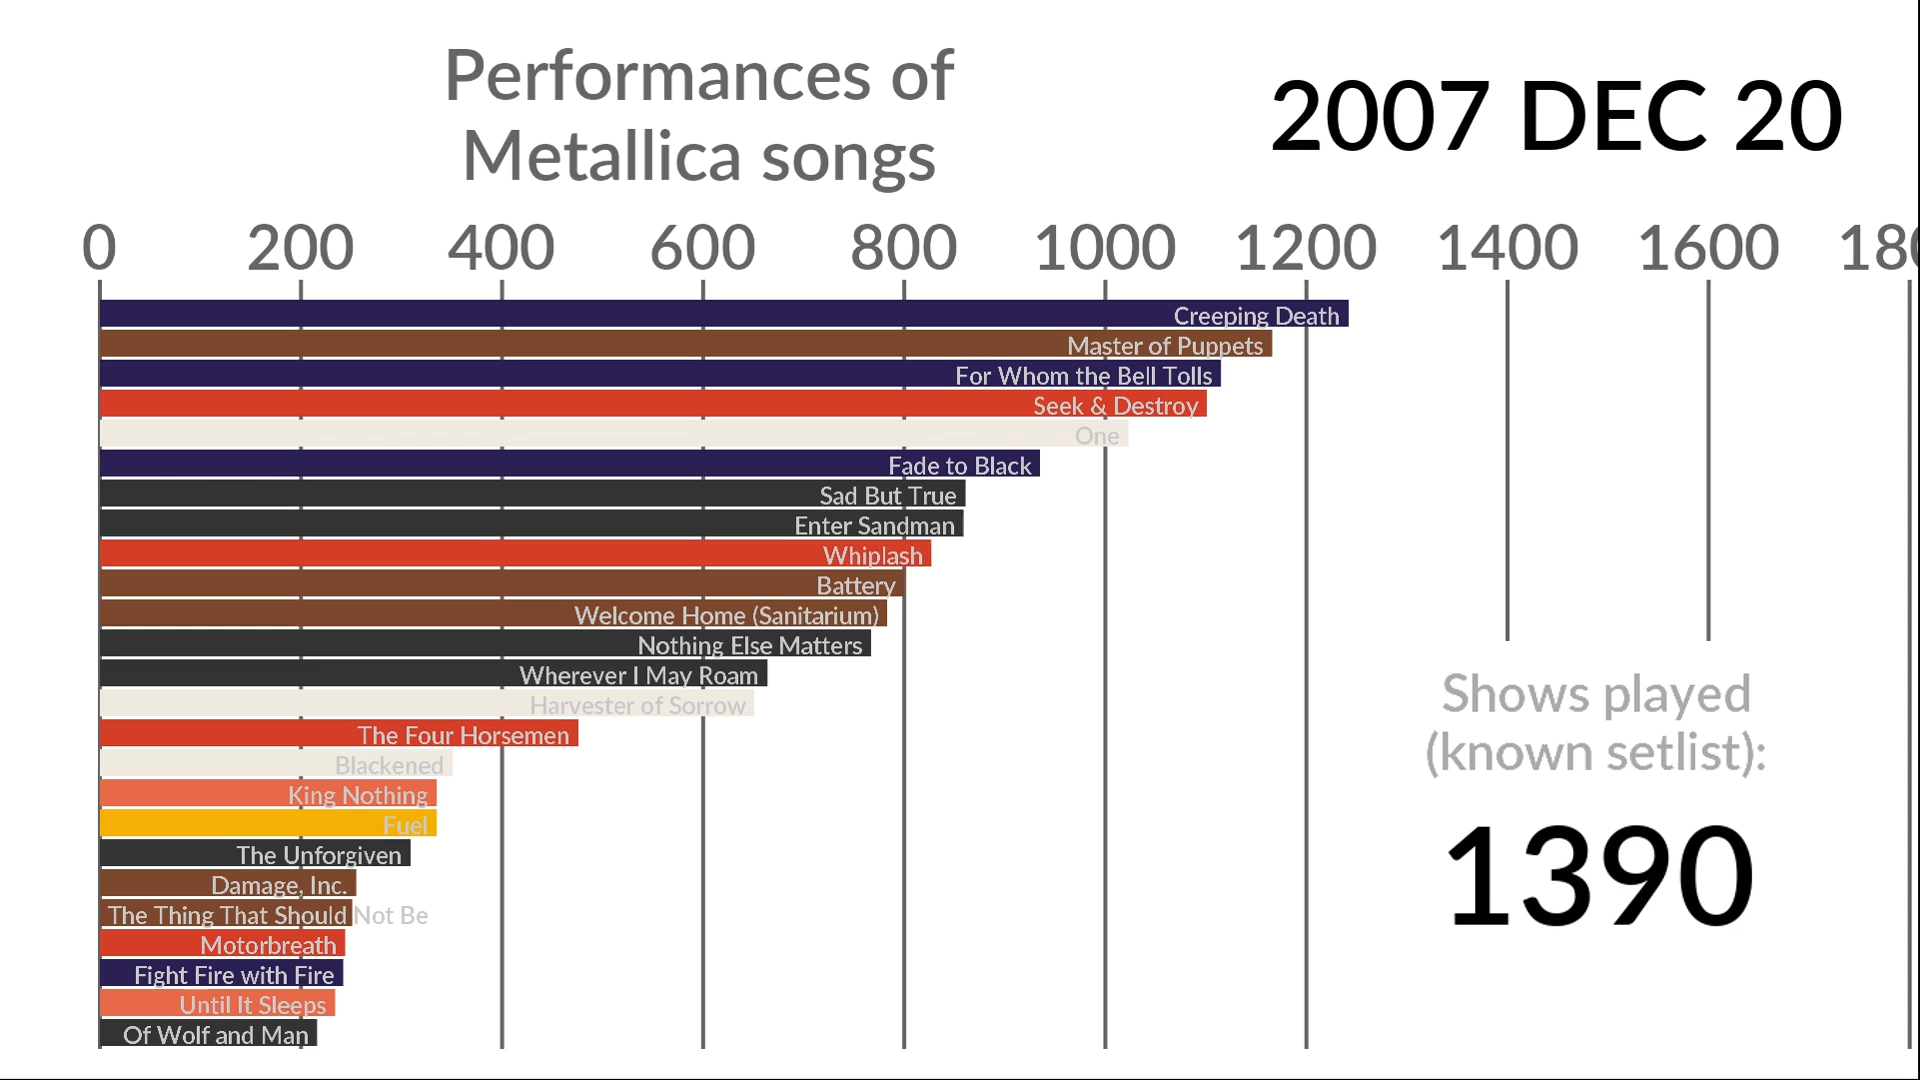 Performances of
Metallica songs
2007 DEC 20
0 200 400 600 800 1000 1200 1400 1600 180
Creeping Death
Master of Puppets
For Whom the Bell Tolls
Seek & Destroy
One
Fade to Black
Sad But True
Enter Sandman
Whiplash
Battery
Welcome Home (Sanitarium)
Nothing Else Matters
Wherever I May Roam
Harvester of Sorrow
The Four Horsemen
Blackened
King Nothing
Fuel
The Unforgiven
Damage, Inc.
The Thing That Should Not Be
Motorbreath
Fight Fire with Fire
Until It Sleeps
Of Wolf and Man
Shows played
(known setlist):
1390